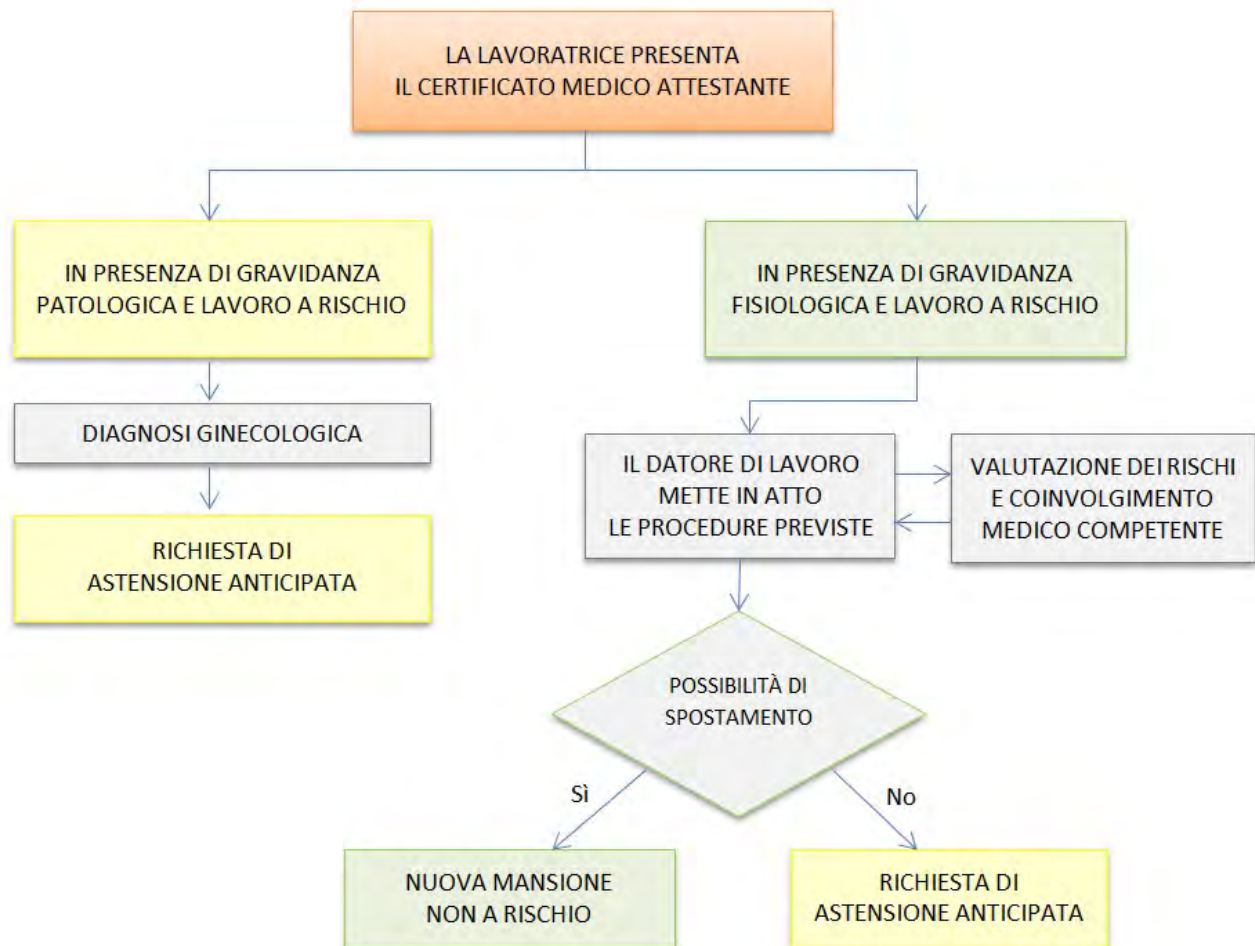 LA LAVORATRICE PRESENTA
IL CERTIFICATO MEDICO ATTESTANTE
IN PRESENZA DI GRAVIDANZA
PATOLOGICA E LAVORO A RISCHIO
IN PRESENZA DI GRAVIDANZA
FISIOLOGICA E LAVORO A RISCHIO
DIAGNOSI GINECOLOGICA
RICHIESTA DI
ASTENSIONE ANTICIPATA
IL DATORE DI LAVORO
METTE IN ATTO
LE PROCEDURE PREVISTE
VALUTAZIONE DEI RISCHI
E COINVOLGIMENTO
MEDICO COMPETENTE
POSSIBILITÀ DI
SPOSTAMENTO
Sì
No
NUOVA MANSIONE
NON A RISCHIO
RICHIESTA DI
ASTENSIONE ANTICIPATA